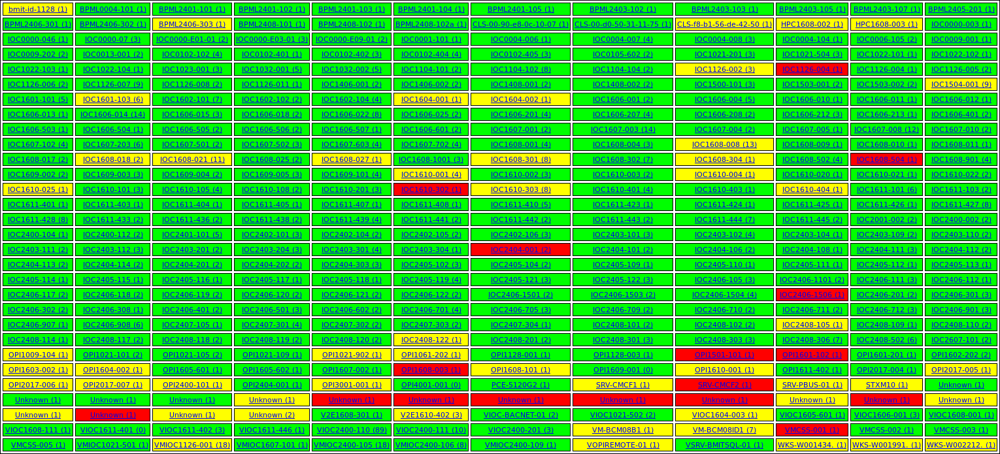 bmit-id-1128 (1) BPML0004-101 (1) BPML2401-101 (1) BPML2401-102 (1) BPML2401-103 (1) BPML2401-104 (1) BPML2401-105 (1) BPML2403-102 (1) BPML2403-103 (1) BPML2403-105 (1) BPML2403-107 (1) BPML2405-201 (1)
BPML2406-301 (1) BPML2406-302 (1) BPML2406-303 (1) BPML2408-101 (1) BPML2408-102 (1) BPML2408-102a (1) CLS-00-90-e8-0c-10-07 (1) CLS-00-d0-50-31-11-75 (1) CLS-f8-b1-56-de-42-50 (1) HPC1608-002 (1) HPC1608-003 (1) IOC0000-003 (1)
IOC0000-046 (1) IOC0000-07 (3) IOC0000-E01-01 (2) IOC0000-E03-01 (3) IOC0000-E09-01 (2) IOC0001-101 (1) IOC0004-006 (1) IOC0004-007 (4) IOC0004-008 (3) IOC0004-104 (1) IOC0006-105 (2) IOC0009-001 (1)
IOC0009-202 (2) IOC0013-001 (2) IOC0102-102 (4) IOC0102-401 (1) IOC0102-402 (3) IOC0102-404 (4) IOC0102-405 (3) IOC0105-602 (2) IOC1021-201 (3) IOC1021-504 (3) IOC1022-101 (1) IOC1022-102 (1)
IOC1022-103 (1) IOC1022-104 (1) IOC1023-001 (3) IOC1032-001 (5) IOC1032-002 (5) IOC1104-101 (2) IOC1104-102 (8) IOC1104-104 (2) IOC1126-002 (3) IOC1126-004 (1) IOC1126-004 (1) IOC1126-005 (2)
IOC1126-006 (2) IOC1126-007 (9) IOC1126-008 (2) IOC1126-011 (1) IOC1406-001 (2) IOC1406-002 (2) IOC1408-001 (2) IOC1408-002 (2) IOC1500-101 (3) IOC1503-001 (2) IOC1503-002 (2) IOC1504-001 (9)
IOC1601-101 (5) IOC1601-103 (6) IOC1602-101 (7) IOC1602-102 (2) IOC1602-104 (4) IOC1604-001 (1) IOC1604-002 (1) IOC1606-001 (2) IOC1606-004 (5) IOC1606-010 (1) IOC1606-011 (1) IOC1606-012 (1)
IOC1606-013 (1) IOC1606-014 (14) IOC1606-015 (3) IOC1606-018 (2) IOC1606-022 (8) IOC1606-025 (2) IOC1606-201 (4) IOC1606-207 (4) IOC1606-208 (2) IOC1606-212 (3) IOC1606-213 (1) IOC1606-401 (2)
IOC1606-503 (1) IOC1606-504 (1) IOC1606-505 (2) IOC1606-506 (2) IOC1606-507 (1) IOC1606-601 (2) IOC1607-001 (2) IOC1607-003 (14) IOC1607-004 (2) IOC1607-005 (1) IOC1607-008 (12) IOC1607-010 (2)
IOC1607-102 (4) IOC1607-203 (6) IOC1607-501 (2) IOC1607-502 (3) IOC1607-603 (4) IOC1607-702 (4) IOC1608-001 (4) IOC1608-004 (3) IOC1608-008 (13) IOC1608-009 (1) IOC1608-010 (1) IOC1608-011 (1)
IOC1608-017 (2) IOC1608-018 (2) IOC1608-021 (11) IOC1608-025 (2) IOC1608-027 (1) IOC1608-1001 (3) IOC1608-301 (8) IOC1608-302 (7) IOC1608-304 (1) IOC1608-502 (4) IOC1608-504 (1) IOC1608-901 (4)
IOC1609-002 (2) IOC1609-003 (3) IOC1609-004 (2) IOC1609-005 (3) IOC1609-101 (4) IOC1610-001 (4) IOC1610-002 (3) IOC1610-003 (2) IOC1610-004 (1) IOC1610-020 (1) IOC1610-021 (1) IOC1610-022 (2)
IOC1610-025 (1) IOC1610-101 (3) IOC1610-105 (4) IOC1610-108 (2) IOC1610-201 (3) IOC1610-302 (1) IOC1610-303 (8) IOC1610-401 (4) IOC1610-403 (1) IOC1610-404 (1) IOC1611-101 (6) IOC1611-103 (2)
IOC1611-401 (1) IOC1611-403 (1) IOC1611-404 (1) IOC1611-405 (1) IOC1611-407 (1) IOC1611-408 (1) IOC1611-410 (5) IOC1611-423 (1) IOC1611-424 (1) IOC1611-425 (1) IOC1611-426 (1) IOC1611-427 (8)
IOC1611-428 (8) IOC1611-433 (2) IOC1611-436 (2) IOC1611-438 (2) IOC1611-439 (4) IOC1611-441 (2) IOC1611-442 (2) IOC1611-443 (2) IOC1611-444 (7) IOC1611-445 (2) IOC2001-002 (2) IOC2400-002 (2)
IOC2400-104 (1) IOC2400-112 (2) IOC2401-101 (5) IOC2402-101 (3) IOC2402-104 (2) IOC2402-105 (2) IOC2402-106 (3) IOC2403-101 (3) IOC2403-102 (4) IOC2403-104 (1) IOC2403-109 (2) IOC2403-110 (2)
IOC2403-111 (2) IOC2403-112 (3) IOC2403-201 (2) IOC2403-204 (3) IOC2403-301 (4) IOC2403-304 (1) IOC2404-001 (2) IOC2404-101 (2) IOC2404-106 (2) IOC2404-108 (1) IOC2404-111 (3) IOC2404-112 (2)
IOC2404-113 (2) IOC2404-114 (2) IOC2404-201 (2) IOC2404-202 (2) IOC2404-303 (3) IOC2405-102 (3) IOC2405-104 (2) IOC2405-109 (1) IOC2405-110 (1) IOC2405-111 (1) IOC2405-112 (1) IOC2405-113 (1)
IOC2405-114 (1) IOC2405-115 (1) IOC2405-116 (1) IOC2405-117 (1) IOC2405-118 (1) IOC2405-119 (4) IOC2405-121 (3) IOC2405-122 (3) IOC2406-105 (3) IOC2406-1101 (2) IOC2406-111 (3) IOC2406-112 (1)
IOC2406-117 (2) IOC2406-118 (2) IOC2406-119 (2) IOC2406-120 (2) IOC2406-121 (2) IOC2406-122 (2) IOC2406-1501 (2) IOC2406-1503 (2) IOC2406-1504 (4) IOC2406-1506 (1) IOC2406-201 (2) IOC2406-301 (3)
IOC2406-302 (2) IOC2406-308 (1) IOC2406-401 (2) IOC2406-501 (3) IOC2406-602 (2) IOC2406-701 (4) IOC2406-705 (3) IOC2406-709 (2) IOC2406-710 (2) IOC2406-711 (2) IOC2406-712 (3) IOC2406-901 (3)
IOC2406-907 (1) IOC2406-908 (6) IOC2407-105 (1) IOC2407-301 (4) IOC2407-302 (2) IOC2407-303 (2) IOC2407-304 (1) IOC2408-101 (2) IOC2408-102 (2) IOC2408-105 (1) IOC2408-109 (1) IOC2408-110 (2)
IOC2408-114 (1) IOC2408-117 (2) IOC2408-118 (2) IOC2408-119 (2) IOC2408-120 (2) IOC2408-122 (1) IOC2408-201 (2) IOC2408-301 (3) IOC2408-303 (3) IOC2408-306 (7) IOC2408-502 (6) IOC2607-101 (2)
OPI1009-104 (1) OPI1021-101 (2) OPI1021-105 (2) OPI1021-109 (1) OPI1021-902 (1) OPI1061-202 (1) OPI1128-001 (1) OPI1128-003 (1) OPI1501-101 (1) OPI1601-102 (1) OPI1601-201 (1) OPI1602-202 (2)
OPI1603-002 (1) OPI1604-002 (1) OPI1605-601 (1) OPI1605-602 (1) OPI1607-002 (1) OPI1608-003 (1) OPI1608-101 (1) OPI1609-001 (0) OPI1610-001 (1) OPI1611-402 (1) OPI2017-004 (1) OPI2017-005 (1)
OPI2017-006 (1) OPI2017-007 (1) OPI2400-101 (1) OPI2404-001 (1) OPI3001-001 (1) OPI4001-001 (0) PCE-5120G2 (1) SRV-CMCF1 (1) SRV-CMCF2 (1) SRV-PBUS-01 (1) STXM10 (1) Unknown (1)
Unknown (1) Unknown (1) Unknown (1) Unknown (1) Unknown (1) Unknown (1) Unknown (1) Unknown (1) Unknown (1) Unknown (1) Unknown (1) Unknown (1)
Unknown (1) Unknown (1) Unknown (1) Unknown (2) V2E1608-301 (1) V2E1610-402 (3) VIOC-BACNET-01 (2) VIOC1021-502 (2) VIOC1604-003 (1) VIOC1605-601 (1) VIOC1606-001 (3) VIOC1608-001 (1)
VIOC1608-111 (1) VIOC1611-401 (0) VIOC1611-402 (3) VIOC1611-446 (1) VIOC2400-110 (89) VIOC2400-111 (10) VIOC2400-201 (3) VM-BCM08B1 (1) VM-BCM08ID1 (7) VMCSS-001 (1) VMCSS-002 (1) VMCSS-003 (1)
VMCSS-005 (1) VMIOC1021-501 (1) VMIOC1126-001 (18) VMIOC1607-101 (1) VMIOC2400-105 (18) VMIOC2400-106 (8) VMIOC2400-109 (1) VOPIREMOTE-01 (1) VSRV-BMITSQL-01 (1) WKS-W001434. (1) WKS-W001991. (1) WKS-W002212. (1)